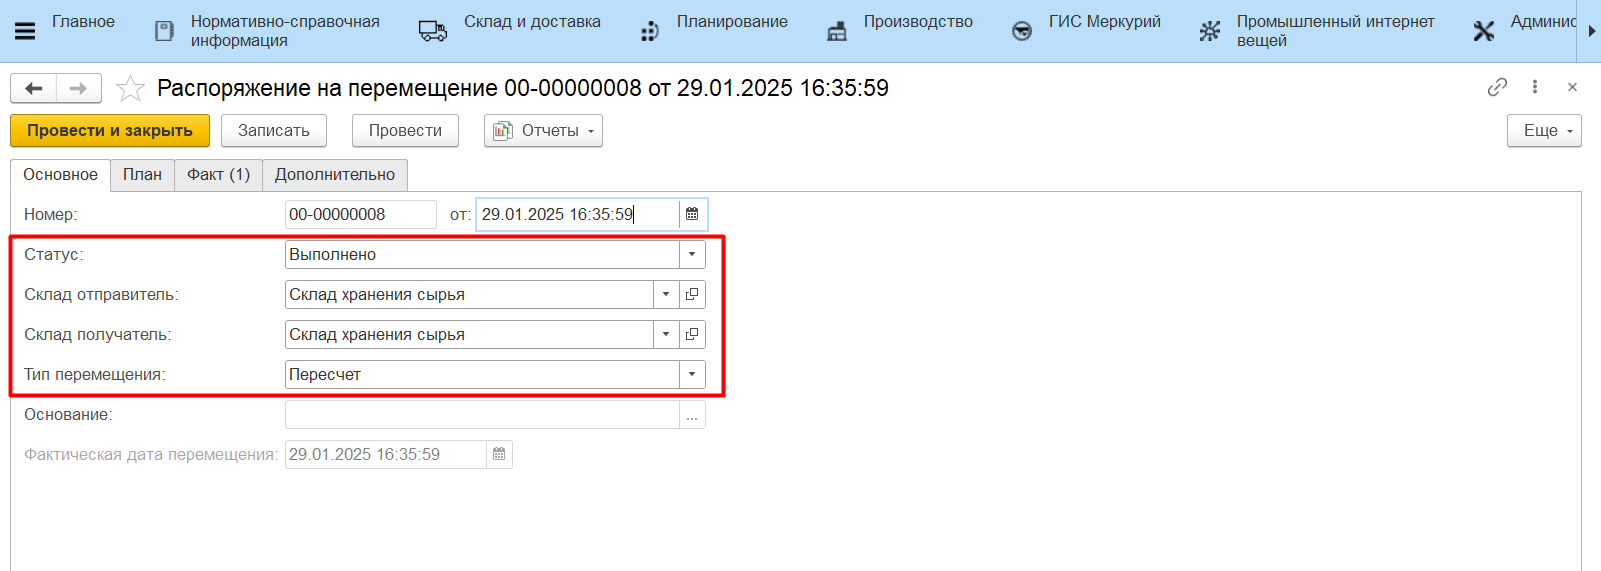 Главное
Нормативно-справочная
информация
Склад и доставка
Планирование
Производство
ГИС Меркурий
Промышленный интернет
вещей
Админис
Распоряжение на перемещение 00-00000008 от 29.01.2025 16:35:59
Провести и закрыть
Записать
Провести
Отчеты
Еще
Основное
План
Факт (1)
Дополнительно
Номер: 00-00000008 от: 29.01.2025 16:35:59
Статус: Выполнено
Склад отправитель: Склад хранения сырья
Склад получатель: Склад хранения сырья
Тип перемещения: Пересчет
Основание: ...
Фактическая дата перемещения: 29.01.2025 16:35:59